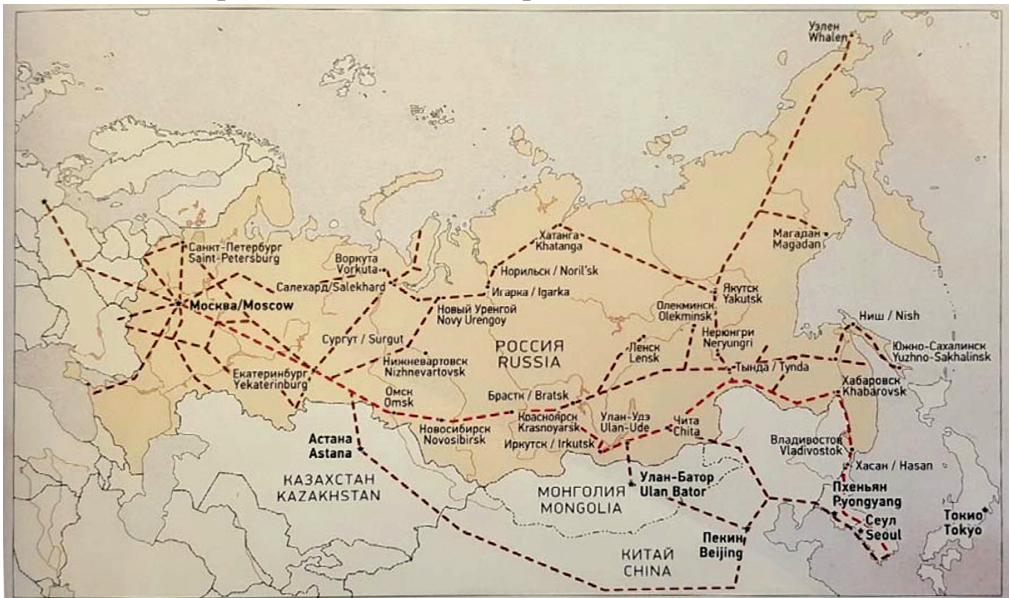 Уэлен
Whalen
Хатанга
Khatanga
Магадан
Magadan
Санкт-Петербург
Saint-Petersburg
Воркута
Vorkuta
Салехард/Salekhard
Норильск / Noril'sk
Игарка / Igarka
Якутск
Yakutsk
Москва/Moscow
Новый Уренгой
Novy Urengoy
Олекминск
Olekminsk
Ниш / Nish
Сургут / Surgut
РОССИЯ
RUSSIA
Ленск
Lensk
Нерюнгри
Neryungri
Южно-Сахалинск
Yuzhno-Sakhalinsk
Нижневартовск
Nizhnevartovsk
Екатеринбург
Yekaterinburg
Тында / Tynda
Омск
Omsk
Братск / Bratsk
Хабаровск
Khabarovsk
Красноярск
Krasnoyarsk
Улан-Удэ
Ulan-Ude
Чита
Chita
Новосибирск
Novosibirsk
Иркутск / Irkutsk
Астана
Astana
Владивосток
Vladivostok
Хасан / Hasan
КАЗАХСТАН
KAZAKHSTAN
МОНГОЛИЯ
MONGOLIA
Улан-Батор
Ulan Bator
Пхеньян
Pyongyang
Сеул
Seoul
Токио
Tokyo
Пекин
Beijing
КИТАЙ
CHINA